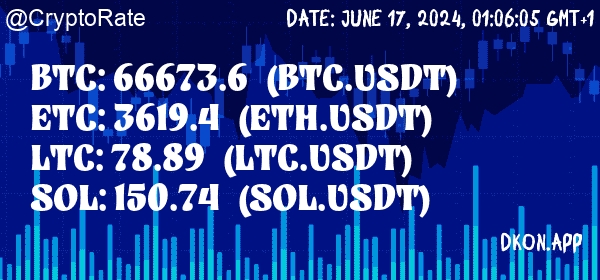 @CryptoRate
DATE: JUNE 17, 2024, 01:06:05 GMT+1
BTC: 66673.6 (BTC.USDT)
ETC: 3619.4 (ETH.USDT)
LTC: 78.89 (LTC.USDT)
SOL: 150.74 (SOL.USDT)
DKON.APP